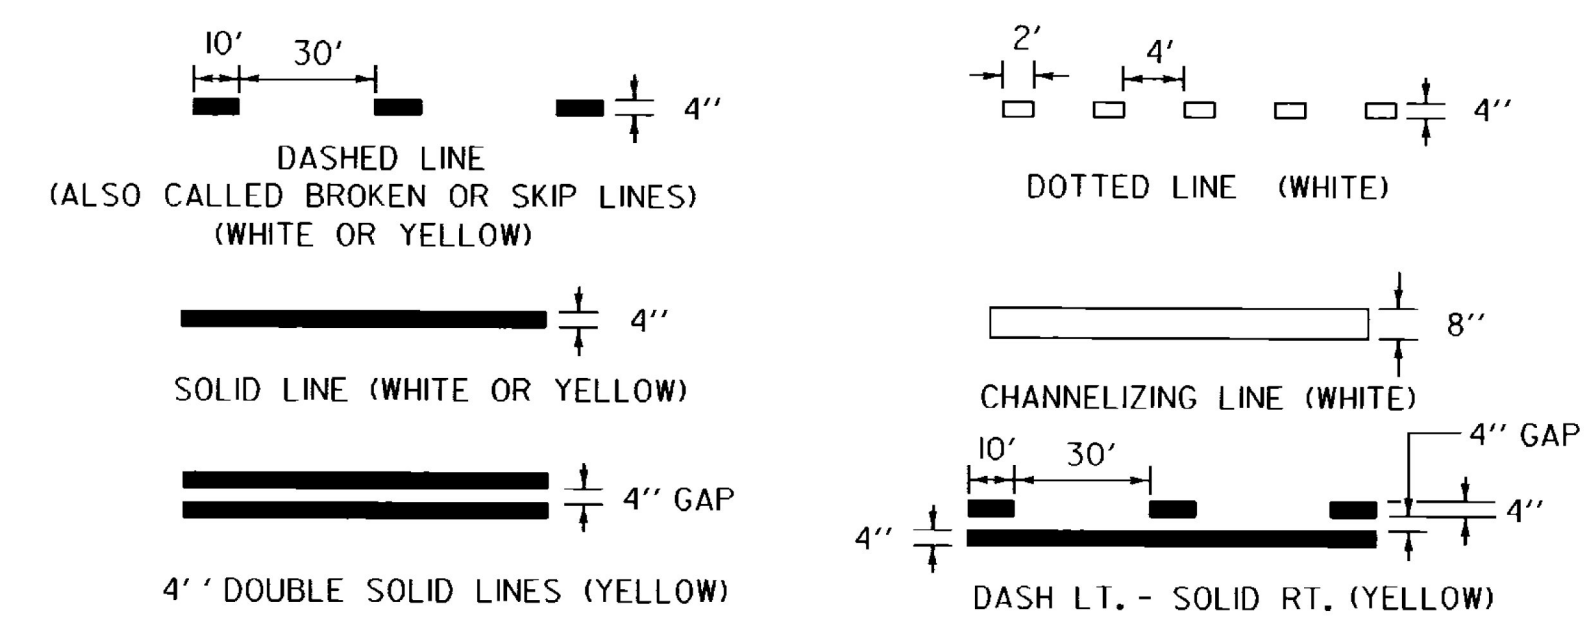 10' 30'
4''
DASHED LINE
(ALSO CALLED BROKEN OR SKIP LINES)
(WHITE OR YELLOW)
2' 4'
4''
DOTTED LINE (WHITE)
4''
SOLID LINE (WHITE OR YELLOW)
8''
CHANNELIZING LINE (WHITE)
4'' GAP
4'' DOUBLE SOLID LINES (YELLOW)
10' 30'
4'' GAP
4''
4''
DASH LT. - SOLID RT. (YELLOW)